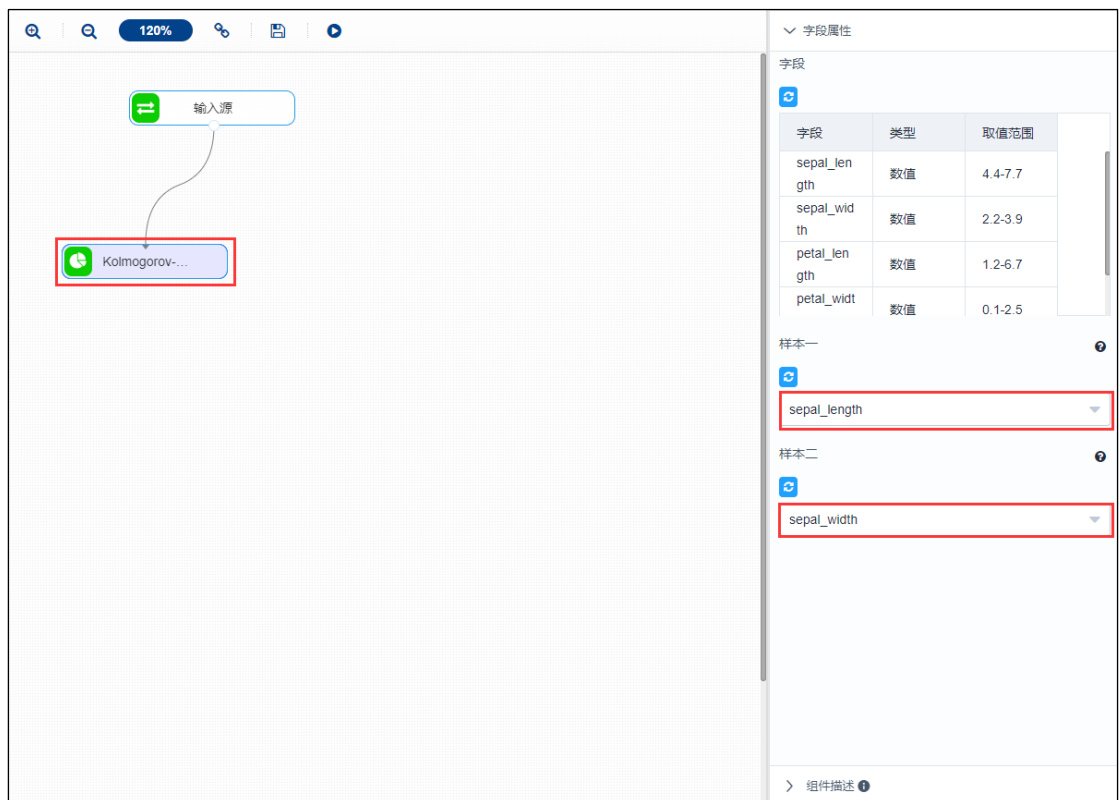 120%
输入源
Kolmogorov-...
字段属性
字段
字段 类型 取值范围
sepal_len
gth 数值 4.4-7.7
sepal_wid
th 数值 2.2-3.9
petal_len
gth 数值 1.2-6.7
petal_widt
数值 0.1-2.5
样本一
sepal_length
样本二
sepal_width
组件描述